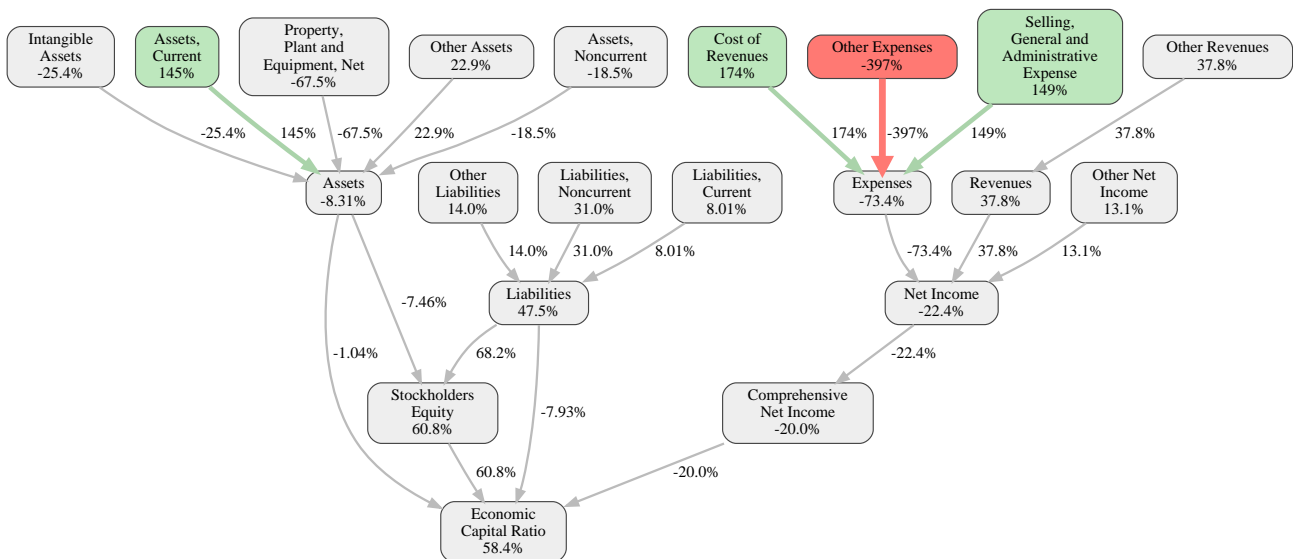 Intangible
Assets
-25.4%
Assets,
Current
145%
Property,
Plant and
Equipment, Net
-67.5%
Other Assets
22.9%
Assets,
Noncurrent
-18.5%
Cost of
Revenues
174%
Other Expenses
-397%
Selling,
General and
Administrative
Expense
149%
Other Revenues
37.8%
-25.4%
145%
-67.5%
22.9%
-18.5%
174%
-397%
149%
37.8%
Assets
-8.31%
Other
Liabilities
14.0%
Liabilities,
Noncurrent
31.0%
Liabilities,
Current
8.01%
Expenses
-73.4%
Revenues
37.8%
Other Net
Income
13.1%
14.0%
31.0%
8.01%
-73.4%
37.8%
13.1%
Liabilities
47.5%
Net Income
-22.4%
-7.46%
-1.04%
68.2%
-22.4%
Stockholders
Equity
60.8%
-7.93%
Comprehensive
Net Income
-20.0%
60.8%
-20.0%
Economic
Capital Ratio
58.4%